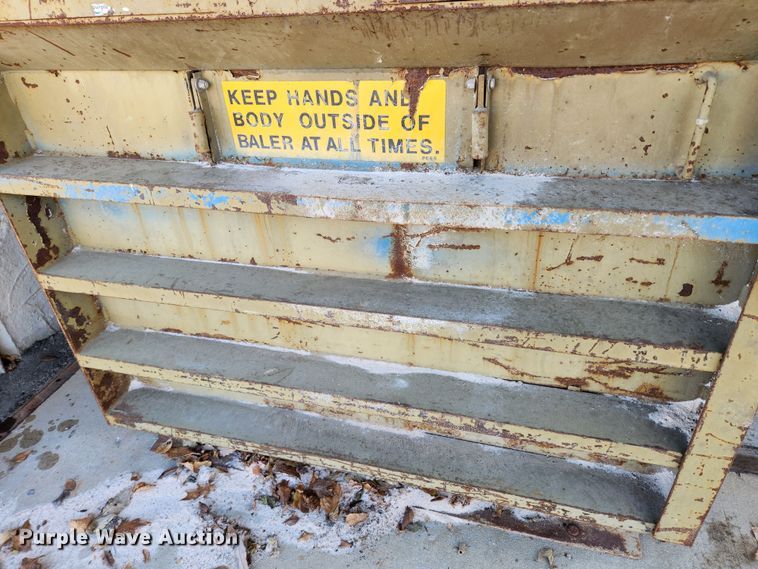 KEEP HANDS AND
BODY OUTSIDE OF
BALER AT ALL TIMES.
Purple Wave Auction